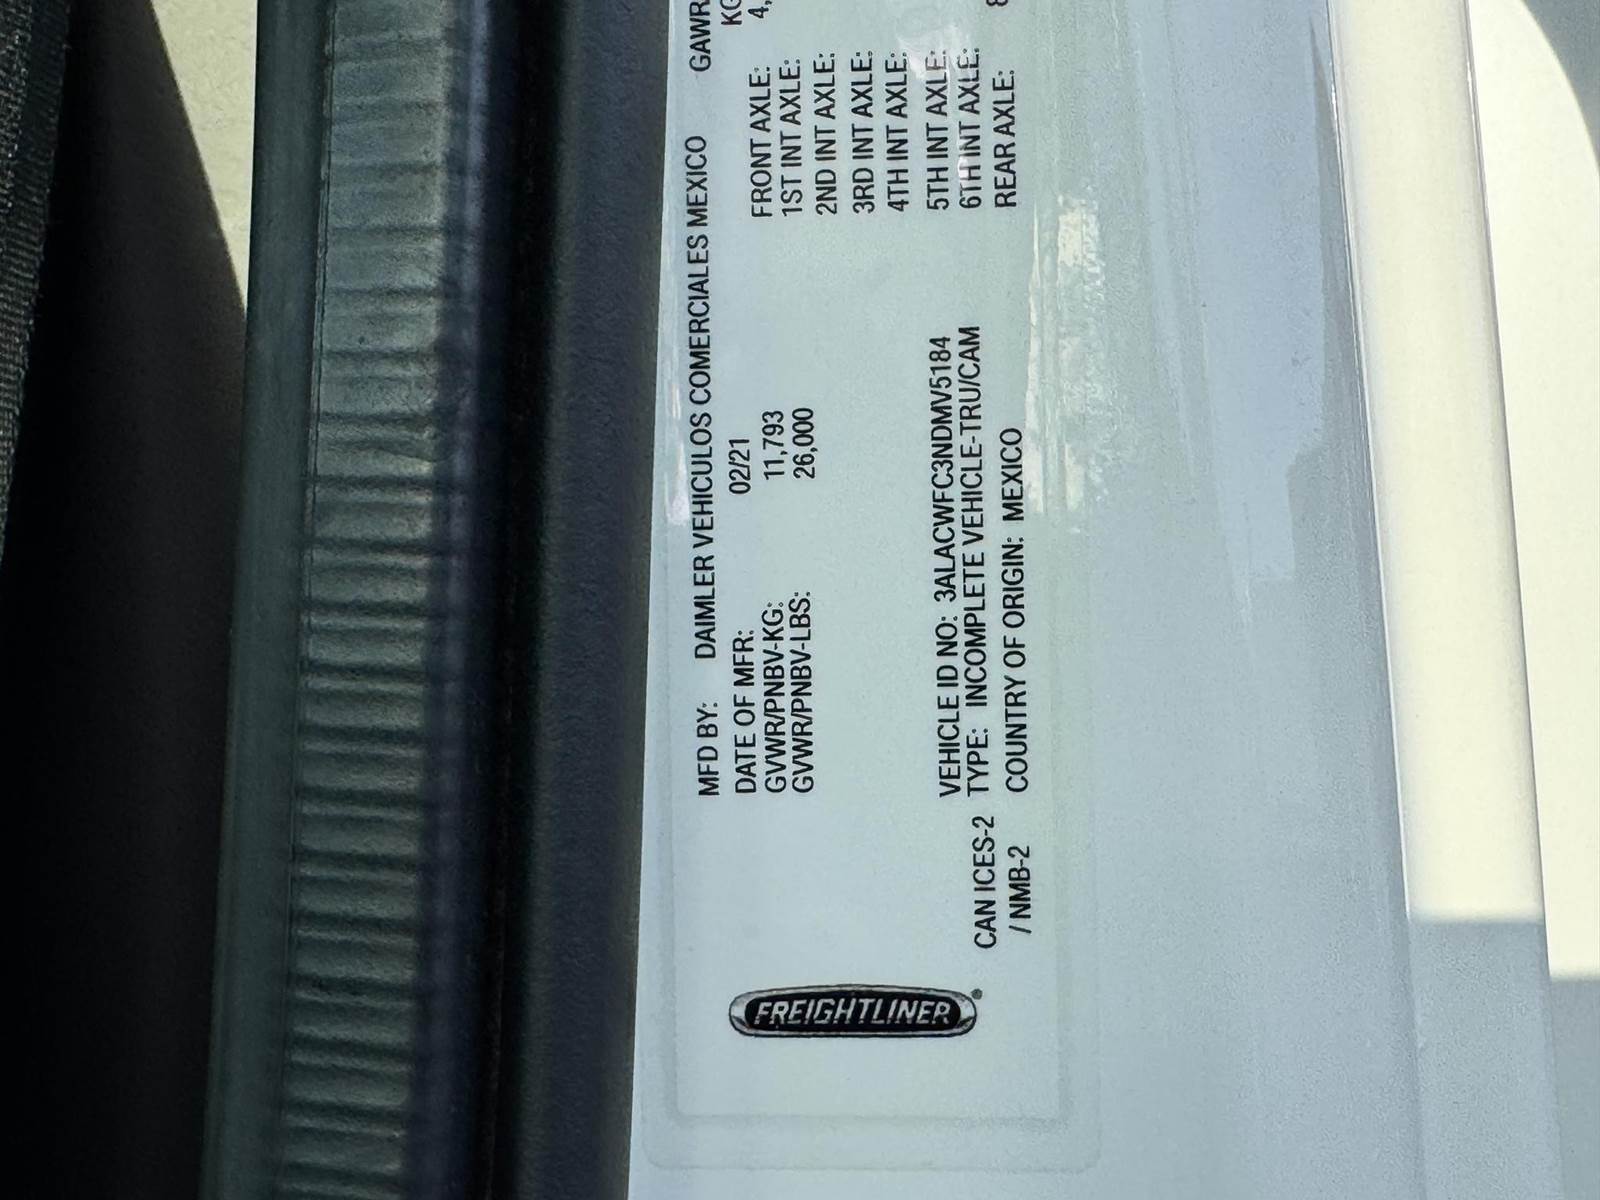 FREIGHTLINER®
MFD BY: DAIMLER VEHICULOS COMERCIALES MEXICO GAWR
DATE OF MFR: 02/21
GVWR/PNBV-KG: 11,793
GVWR/PNBV-LBS: 26,000
FRONT AXLE: 4,
1ST INT AXLE:
2ND INT AXLE:
3RD INT AXLE:
4TH INT AXLE:
5TH INT AXLE:
6TH INT AXLE:
REAR AXLE:
VEHICLE ID NO: 3ALACWFC3NDMV5184
CAN ICES-2 TYPE: INCOMPLETE VEHICLE-TRU/CAM
/ NMB-2 COUNTRY OF ORIGIN: MEXICO